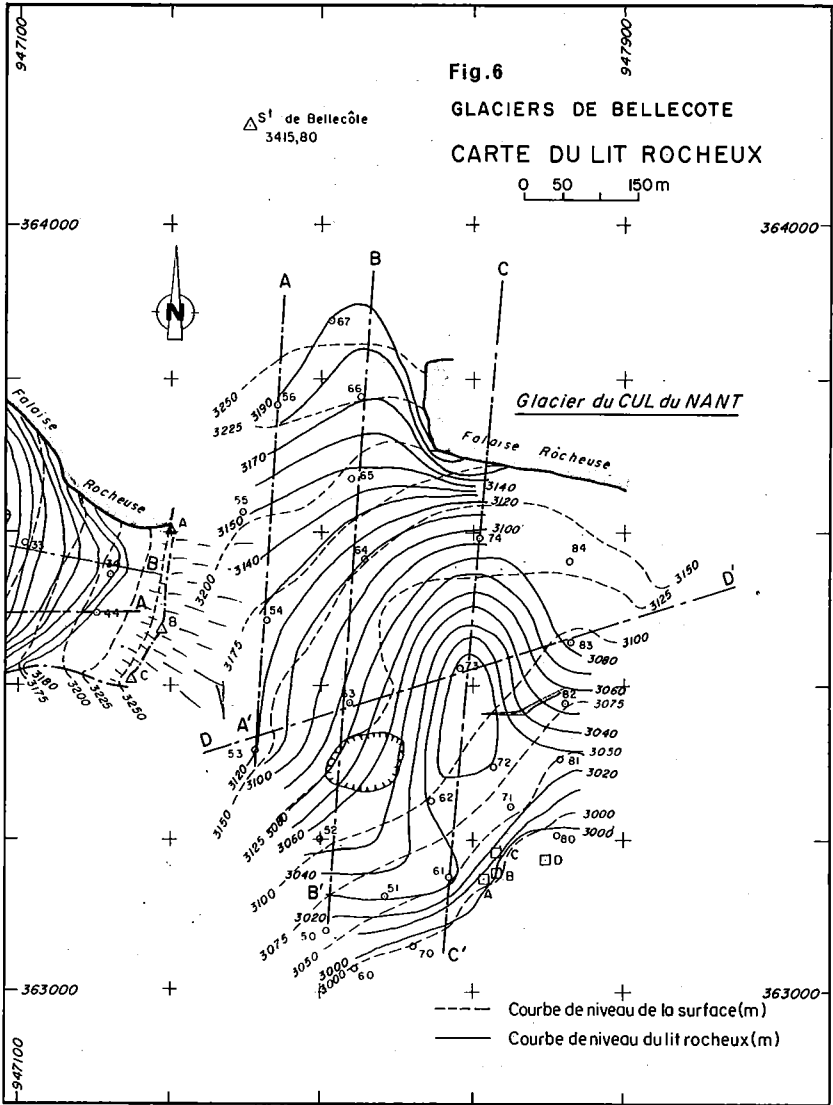 947100
947900
Fig.6
GLACIERS DE BELLECOTE
CARTE DU LIT ROCHEUX
0 50 150m
S^t de Bellecôte
3415,80
364000
364000
N
A
B
C
67
66
56
3250
3225
3190
3170
Glacier du CUL du NANT
Falaise Rocheuse
Falaise
Rocheuse
65
55
3150
3140
3140
3120
3100
74
84
A
33
34
B
64
3200
3140
3150
3125
D'
3100
44
A
B
54
3175
83
3080
73
C
3180
3175
3200
3225
3250
82
3060
3075
53
3040
D
A'
53
3050
72
81
3020
3120
3100
3150
62
71
3000
3080
3125
3060
52
80
3000
C
D
3100
3040
61
B
A
B'
51
3075
3020
50
3050
70
C'
3000
3000
60
363000
363000
Courbe de niveau de la surface (m)
Courbe de niveau du lit rocheux (m)
947100